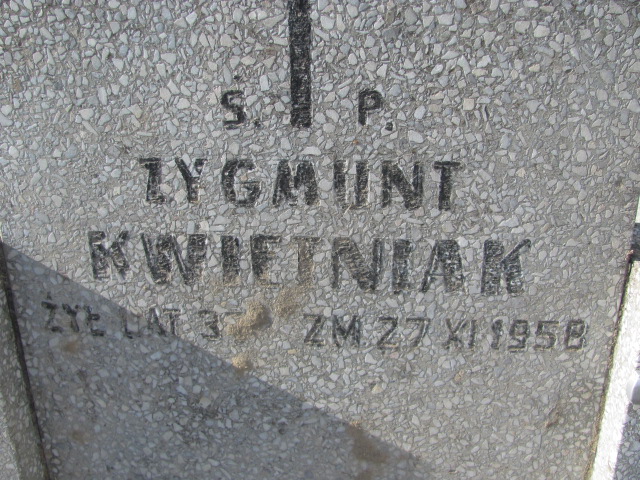 Ś. P.
ZYGMUNT
KWIETNIAK
ŻYŁ LAT ZM 27 XI 1958